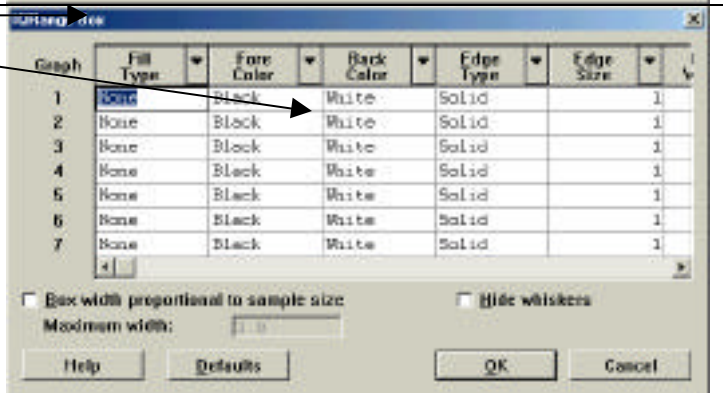 IQRange Box
Graph Fill Type Fore Color Back Color Edge Type Edge Size
1 None Black White Solid 1
2 None Black White Solid 1
3 None Black White Solid 1
4 None Black White Solid 1
5 None Black White Solid 1
6 None Black White Solid 1
7 None Black White Solid 1
Box width proportional to sample size Hide whiskers
Maximum width:
Help Defaults OK Cancel